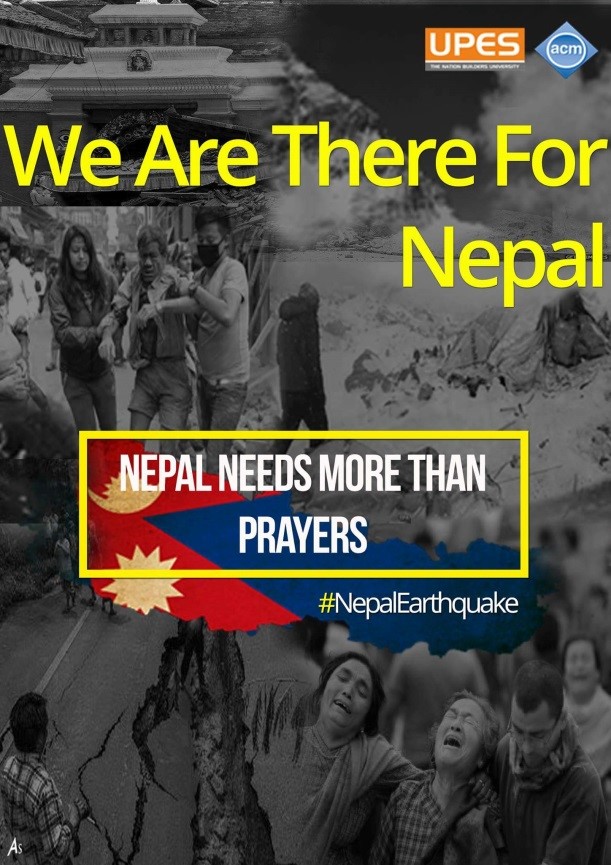 UPES
THE NATION BUILDERS UNIVERSITY
acm
We Are There For
Nepal
NEPAL NEEDS MORE THAN
PRAYERS
#NepalEarthquake
As